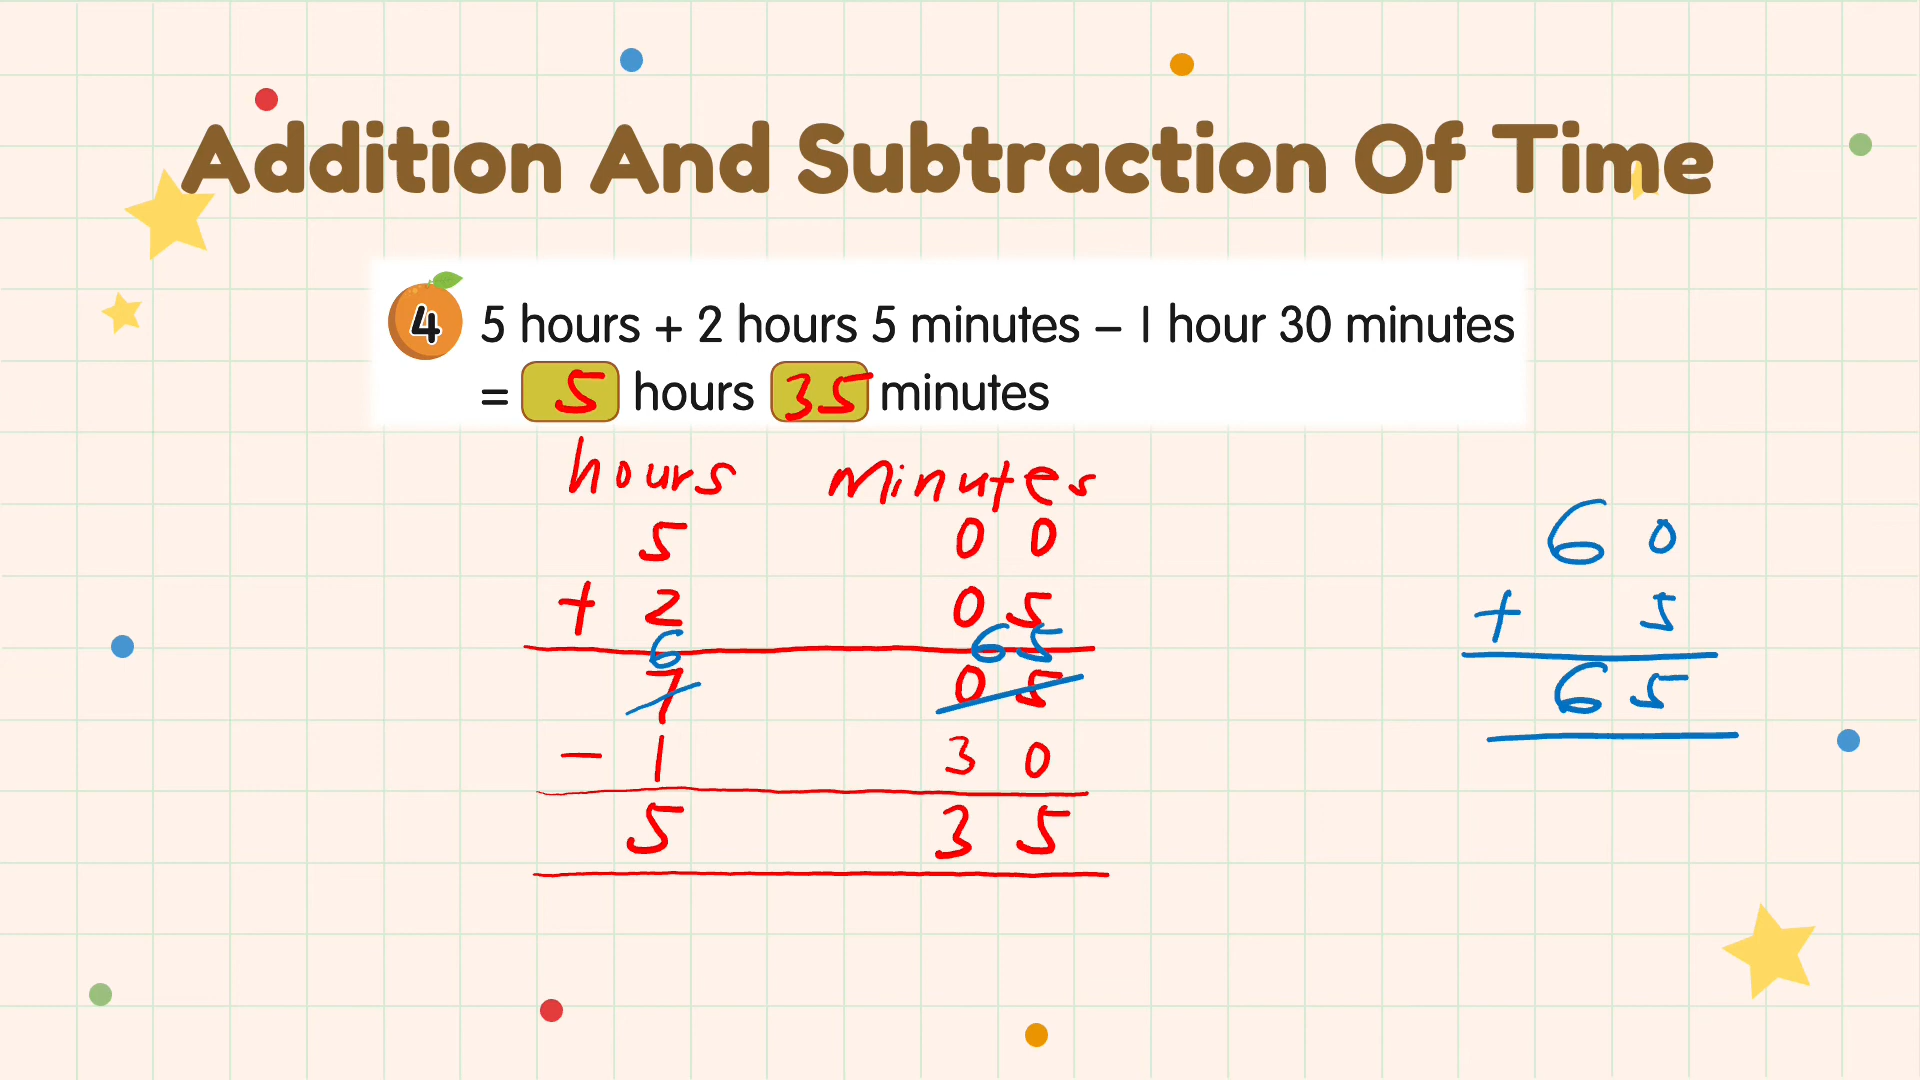 Addition And Subtraction Of Time
4 5 hours + 2 hours 5 minutes – 1 hour 30 minutes
= 5 hours 35 minutes
hours minutes
5 0 0
+ 2 0 5
6 6 5
7 0 5
- 1 3 0
5 3 5
6 0
+ 5
6 5